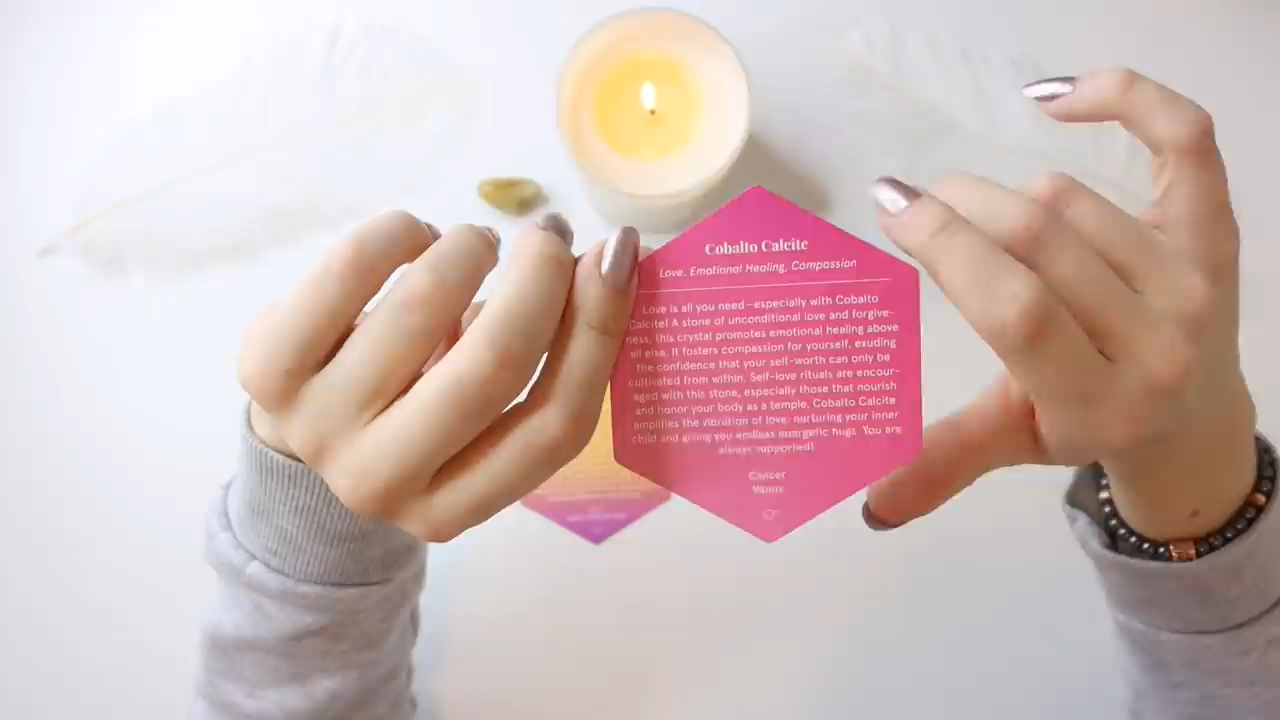 Cobalto Calcite
Love, Emotional Healing, Compassion
Love is all you need—especially with Cobalto
Calcite! A stone of unconditional love and forgive-
ness, this crystal promotes emotional healing above
all else. It fosters compassion for yourself, exuding
the confidence that your self-worth can only be
cultivated from within. Self-love rituals are encour-
aged with this stone, especially those that nourish
and honor your body as a temple. Cobalto Calcite
amplifies the vibration of love, nurturing your inner
child and giving you endless energetic hugs. You are
always supported!
Cancer
Venus